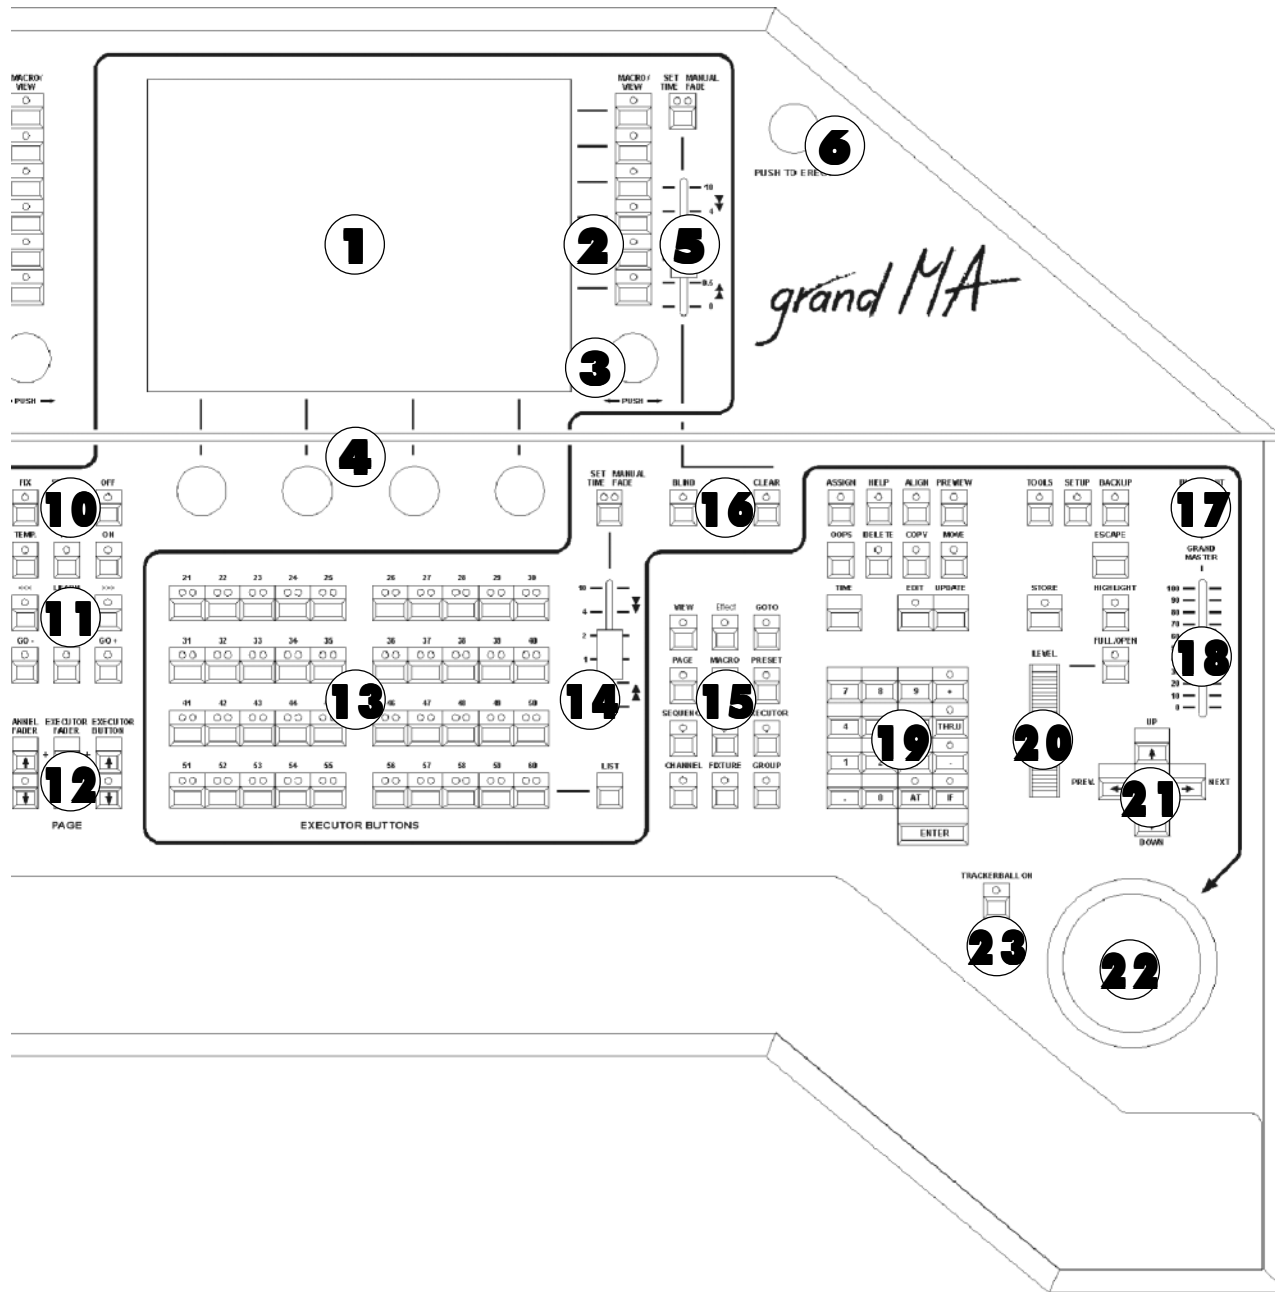 MACRO/
VIEW
MACRO/
VIEW
SET MANUAL
TIME FADE
10
4
0.5
0
1
2
5
6
PUSH TO
grand MA
3
PUSH
PUSH
4
FIX
OFF
10
TEMP.
ON
<<<
>>>
11
GO -
GO +
EXECUTOR EXECUTOR
FADER FADER BUTTON
12
PAGE
SET MANUAL
TIME FADE
10
4
2
1
14
LIST
21 22 23 24 25 26 27 28 29 30
31 32 33 34 35 36 37 38 39 40
41 42 43 44 46 47 48 49 50
13
51 52 53 54 55 56 57 58 59 60
EXECUTOR BUTTONS
BLIND
CLEAR
16
VIEW Effect GOTO
PAGE MACRO PRESET
15
CHANNEL FIXTURE GROUP
ASSIGN HELP ALIGN PREVIEW
OOPS DELETE COPY MOVE
TIME EDIT UPDATE
TOOLS SETUP BACKUP
ESCAPE
STORE HIGHLIGHT
FULL/OPEN
LEVEL
17
GRAND
MASTER
100
90
80
70
20
10
0
18
7 8 9 +
4 THRU
1 -
. 0 AT IF
ENTER
19
20
UP
PREV. NEXT
21
DOWN
TRACKERBALL ON
23
22